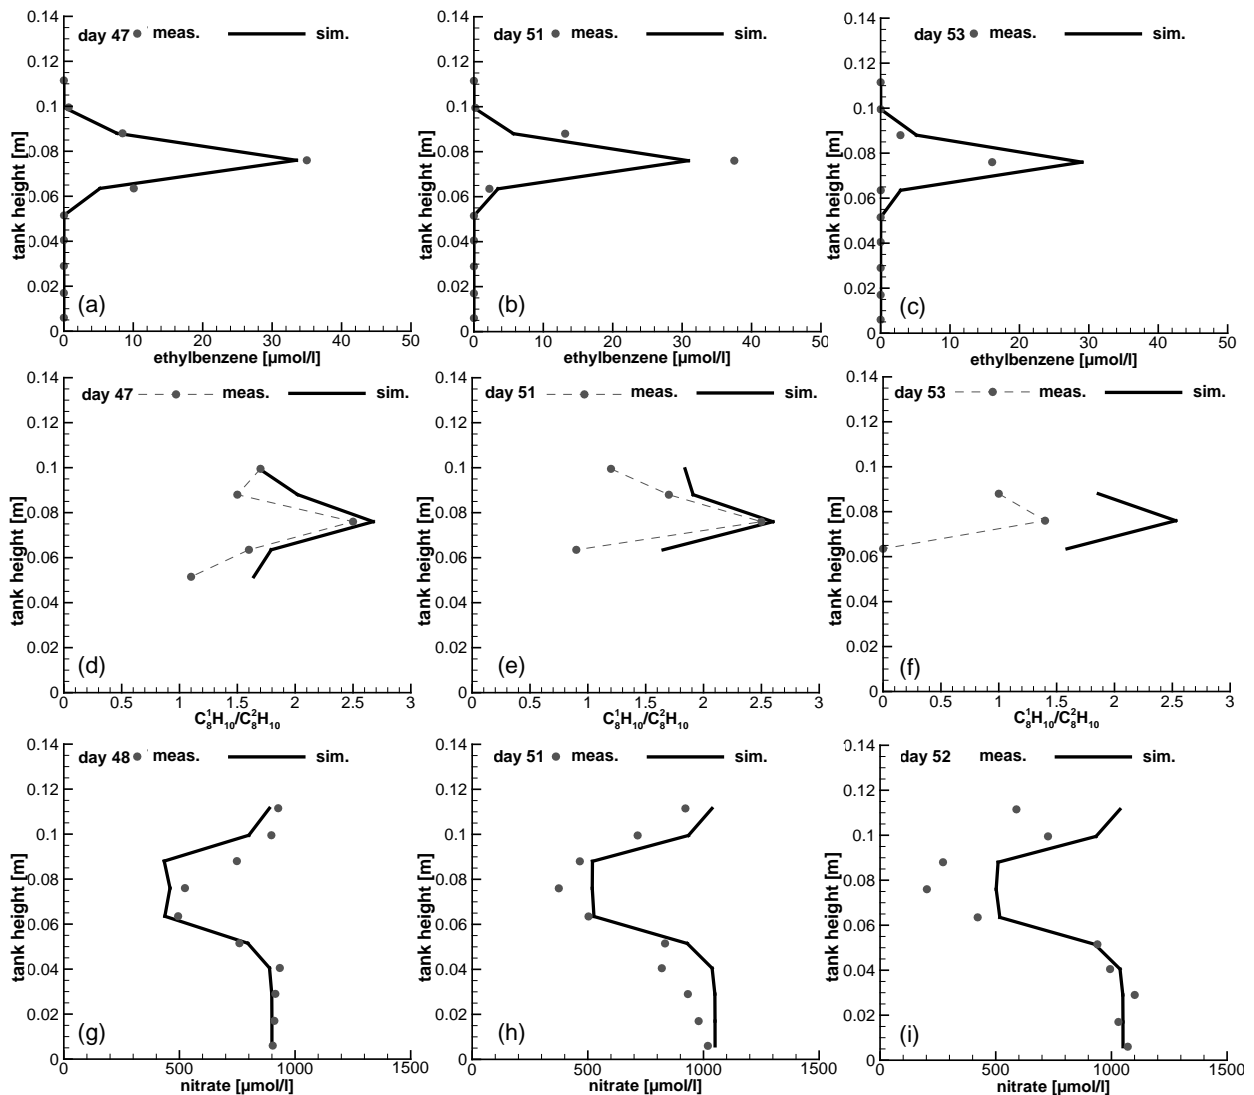 day 47 meas. sim.
tank height [m]
0.14
0.12
0.1
0.08
0.06
0.04
0.02
0
(a)
0 10 20 30 40 50
ethylbenzene [µmol/l]
day 51 meas. sim.
tank height [m]
0.14
0.12
0.1
0.08
0.06
0.04
0.02
0
(b)
0 10 20 30 40 50
ethylbenzene [µmol/l]
day 53 meas. sim.
tank height [m]
0.14
0.12
0.1
0.08
0.06
0.04
0.02
0
(c)
0 10 20 30 40 50
ethylbenzene [µmol/l]
day 47 meas. sim.
tank height [m]
0.14
0.12
0.1
0.08
0.06
0.04
0.02
0
(d)
0 0.5 1 1.5 2 2.5 3
C₈¹H₁₀/C₈²H₁₀
day 51 meas. sim.
tank height [m]
0.14
0.12
0.1
0.08
0.06
0.04
0.02
0
(e)
0 0.5 1 1.5 2 2.5 3
C₈¹H₁₀/C₈²H₁₀
day 53 meas. sim.
tank height [m]
0.14
0.12
0.1
0.08
0.06
0.04
0.02
0
(f)
0 0.5 1 1.5 2 2.5 3
C₈¹H₁₀/C₈²H₁₀
day 48 meas. sim.
tank height [m]
0.14
0.12
0.1
0.08
0.06
0.04
0.02
0
(g)
0 500 1000 1500
nitrate [µmol/l]
day 51 meas. sim.
tank height [m]
0.14
0.12
0.1
0.08
0.06
0.04
0.02
0
(h)
0 500 1000 1500
nitrate [µmol/l]
day 52 meas. sim.
tank height [m]
0.14
0.12
0.1
0.08
0.06
0.04
0.02
0
(i)
0 500 1000 1500
nitrate [µmol/l]